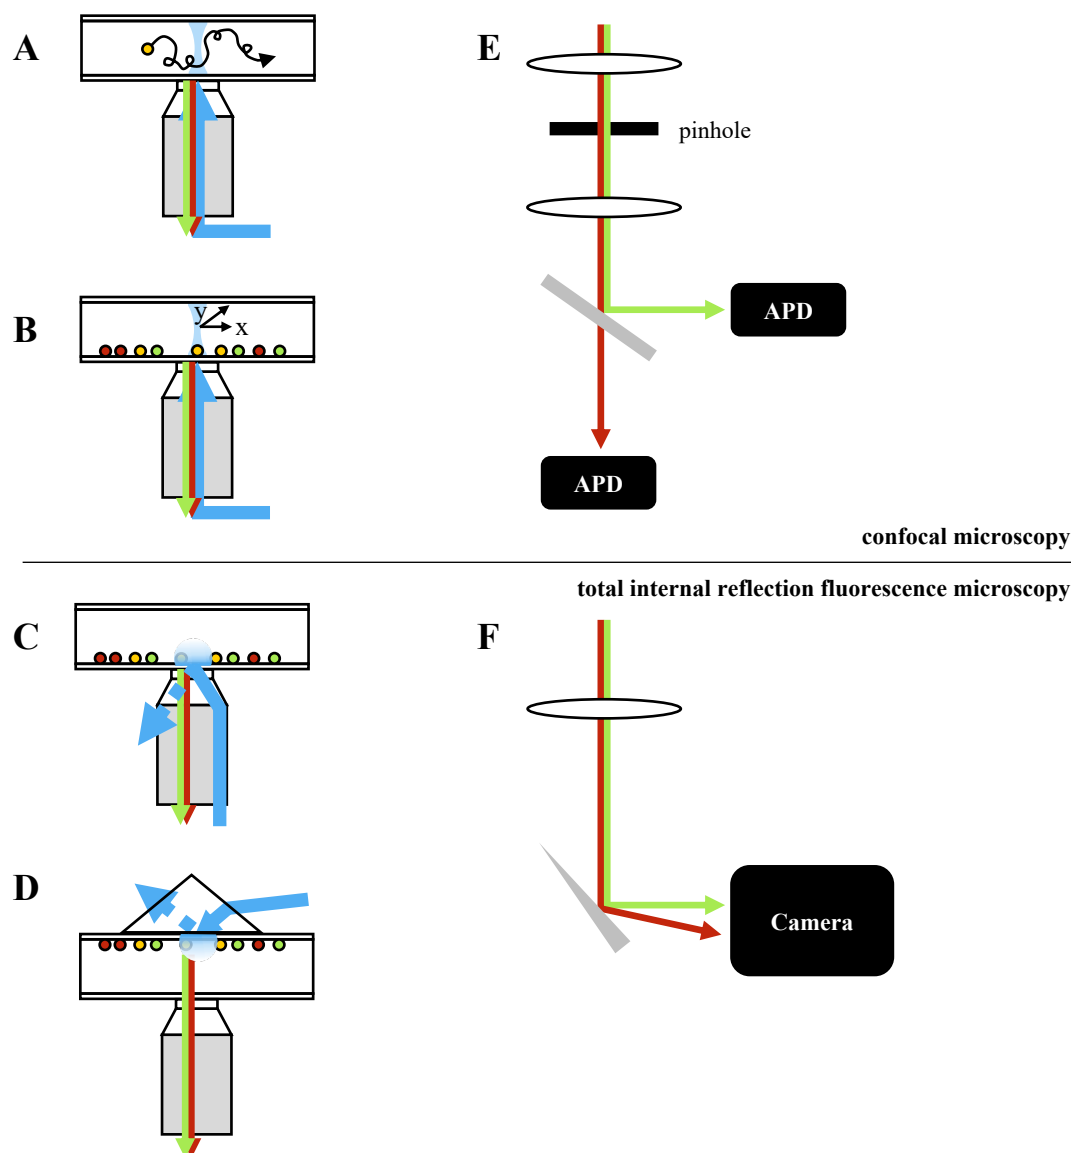 A
E
pinhole
B
y
x
APD
APD
confocal microscopy
total internal reflection fluorescence microscopy
C
F
D
Camera